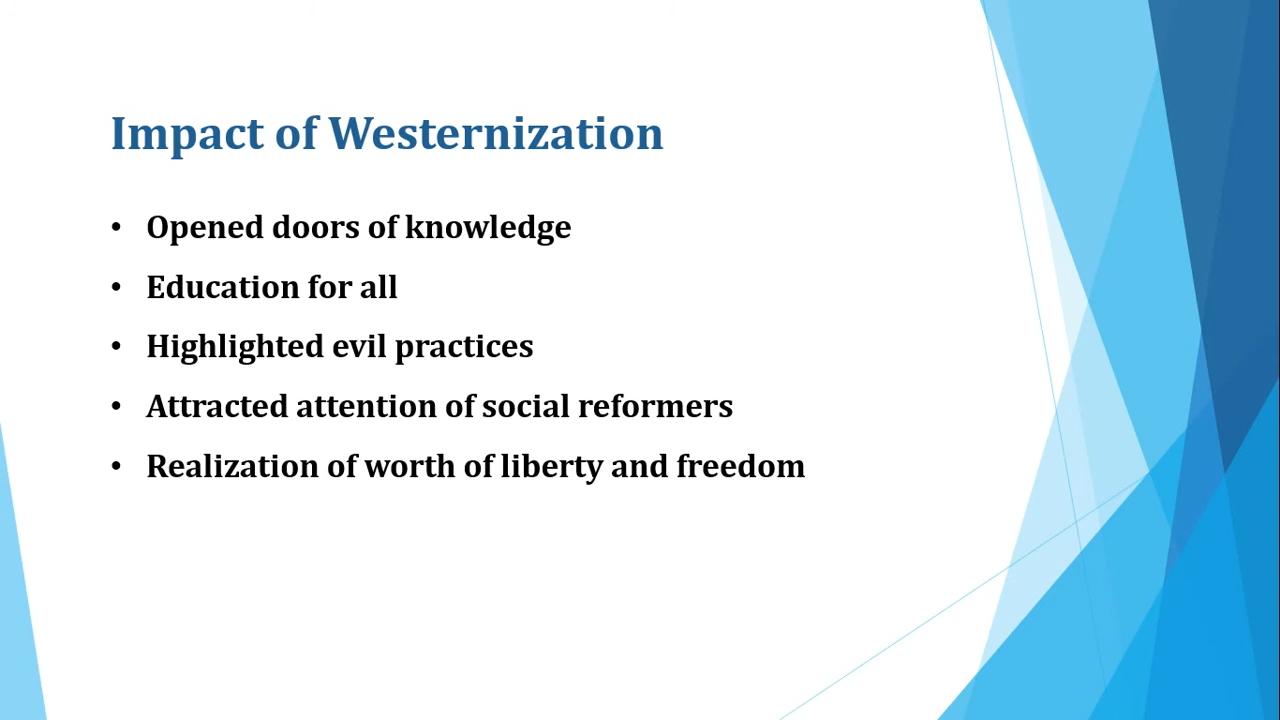 Impact of Westernization
• Opened doors of knowledge
• Education for all
• Highlighted evil practices
• Attracted attention of social reformers
• Realization of worth of liberty and freedom